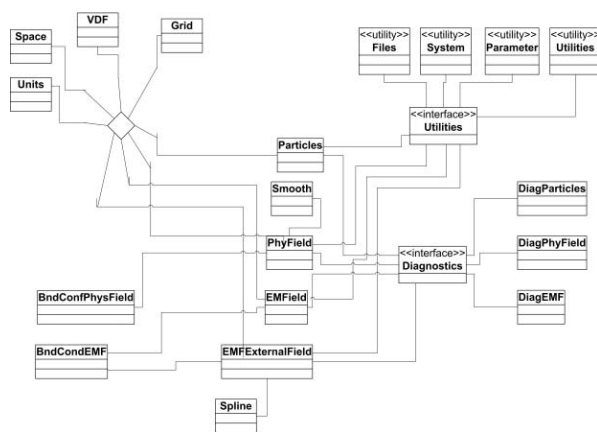 VDF
Grid
Space
Units
<<utility>>
Files
<<utility>>
System
<<utility>>
Parameter
<<utility>>
Utilities
<<interface>>
Utilities
Particles
Smooth
DiagParticles
PhyField
<<interface>>
Diagnostics
DiagPhyField
BndConfPhysField
EMField
DiagEMF
BndCondEMF
EMFExternalField
Spline